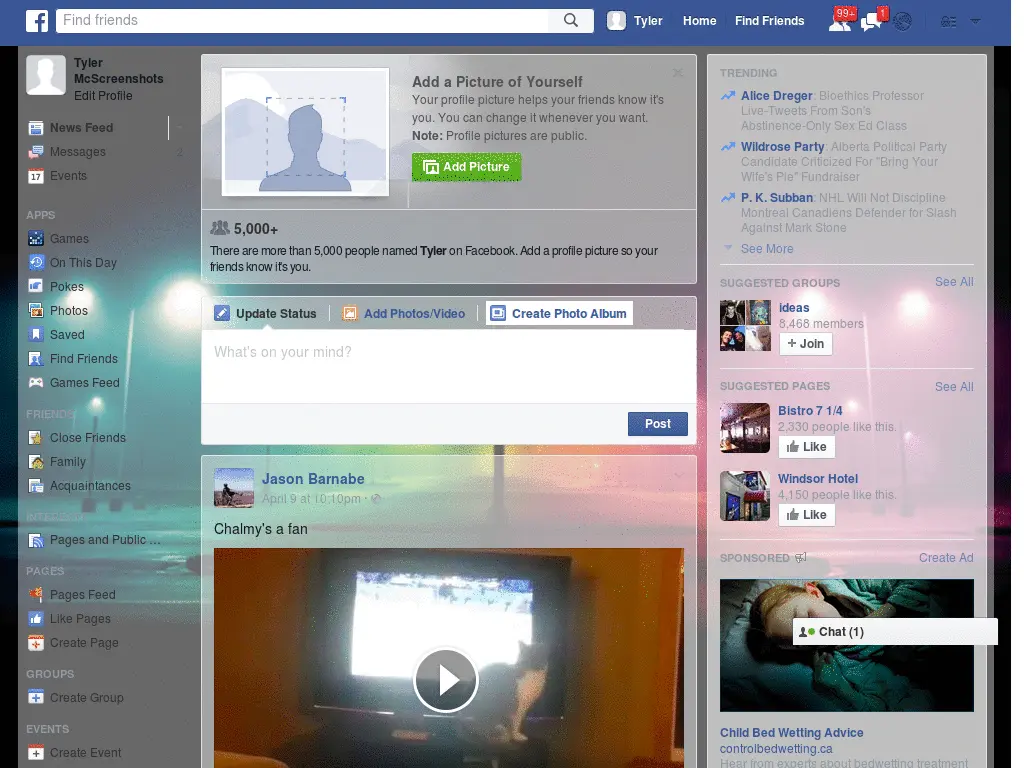 Find friends
Tyler
Home
Find Friends
99+
1
Tyler
McScreenshots
Edit Profile
News Feed
Messages
2
17
Events
APPS
Games
On This Day
Pokes
Photos
Saved
Find Friends
Games Feed
FRIENDS
Close Friends
Family
Acquaintances
INTERESTS
Pages and Public ...
PAGES
Pages Feed
Like Pages
Create Page
GROUPS
Create Group
EVENTS
Create Event
Add a Picture of Yourself
Your profile picture helps your friends know it's
you. You can change it whenever you want.
Note: Profile pictures are public.
Add Picture
5,000+
There are more than 5,000 people named Tyler on Facebook. Add a profile picture so your
friends know it's you.
Update Status
Add Photos/Video
Create Photo Album
What's on your mind?
Post
Jason Barnabe
April 9 at 10:10pm ·
Chalmy's a fan
TRENDING
Alice Dreger: Bioethics Professor
Live-Tweets From Son's
Abstinence-Only Sex Ed Class
Wildrose Party: Alberta Political Party
Candidate Criticized For "Bring Your
Wife's Pie" Fundraiser
P. K. Subban: NHL Will Not Discipline
Montreal Canadiens Defender for Slash
Against Mark Stone
See More
SUGGESTED GROUPS
See All
ideas
8,468 members
+ Join
SUGGESTED PAGES
See All
Bistro 7 1/4
2,330 people like this.
Like
Windsor Hotel
4,150 people like this.
Like
SPONSORED
Create Ad
Chat (1)
Child Bed Wetting Advice
controlbedwetting.ca
Hear from experts about bedwetting treatment